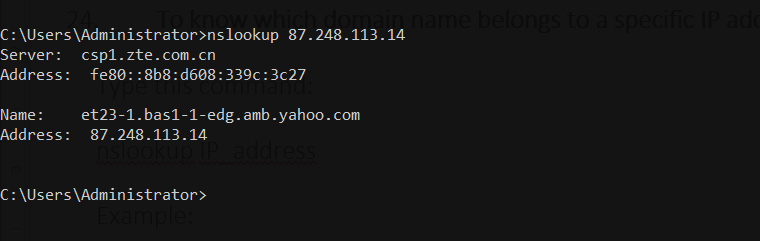 24. To know which domain name belongs to a specific IP add
C:\Users\Administrator>nslookup 87.248.113.14
Server:  csp1.zte.com.cn
Address:  fe80::8b8:d608:339c:3c27
Type this command:
Name:    et23-1.bas1-1-edg.amb.yahoo.com
Address:  87.248.113.14
nslookup IP_address
C:\Users\Administrator>
Example: